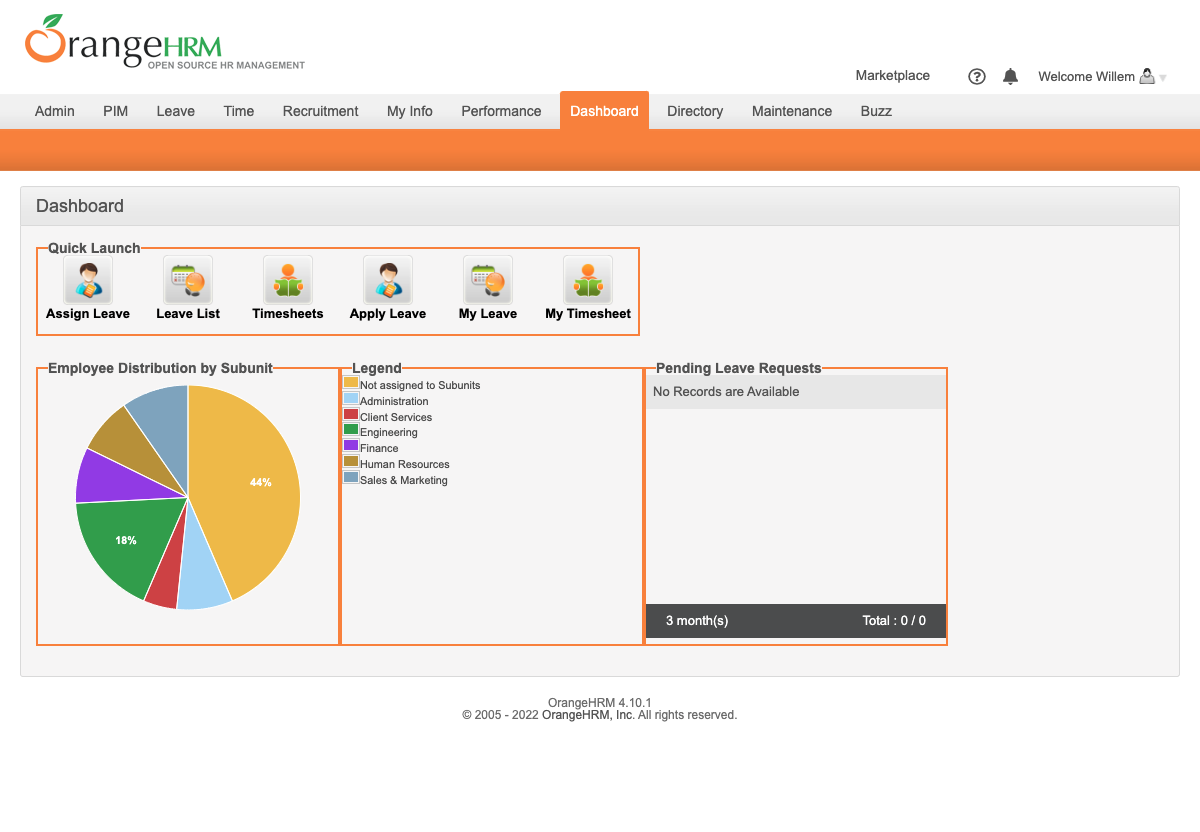 OrangeHRM
OPEN SOURCE HR MANAGEMENT
Marketplace
Welcome Willem
Admin PIM Leave Time Recruitment My Info Performance Dashboard Directory Maintenance Buzz
Dashboard
Quick Launch
Assign Leave Leave List Timesheets Apply Leave My Leave My Timesheet
Employee Distribution by Subunit
44%
18%
Legend
Not assigned to Subunits
Administration
Client Services
Engineering
Finance
Human Resources
Sales & Marketing
Pending Leave Requests
No Records are Available
3 month(s) Total : 0 / 0
OrangeHRM 4.10.1
© 2005 - 2022 OrangeHRM, Inc. All rights reserved.